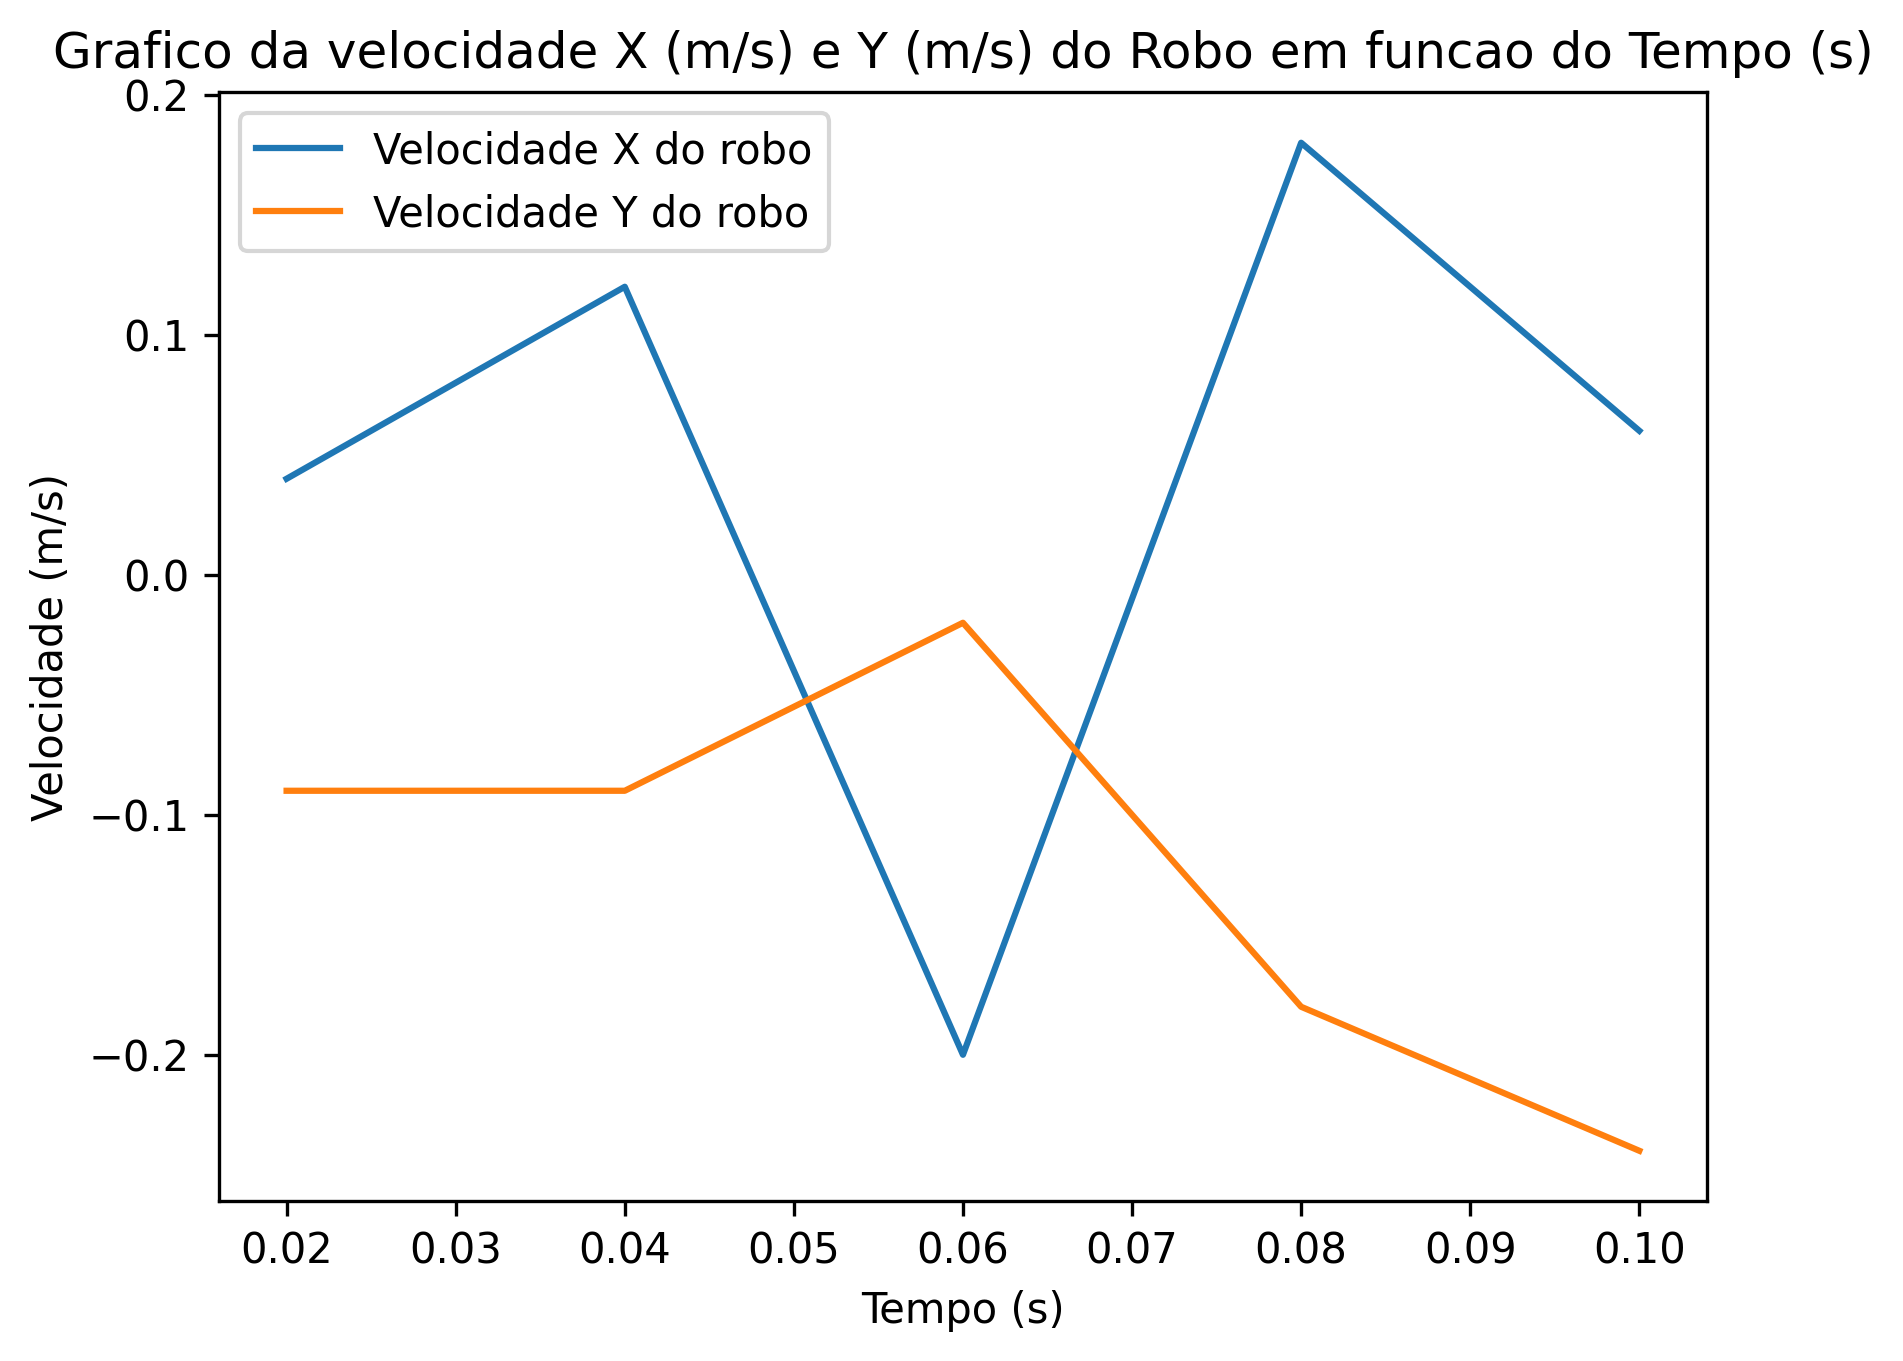 Grafico da velocidade X (m/s) e Y (m/s) do Robo em funcao do Tempo (s)
Velocidade X do robo
Velocidade Y do robo
Velocidade (m/s)
0.2
0.1
0.0
−0.1
−0.2
0.02 0.03 0.04 0.05 0.06 0.07 0.08 0.09 0.10
Tempo (s)